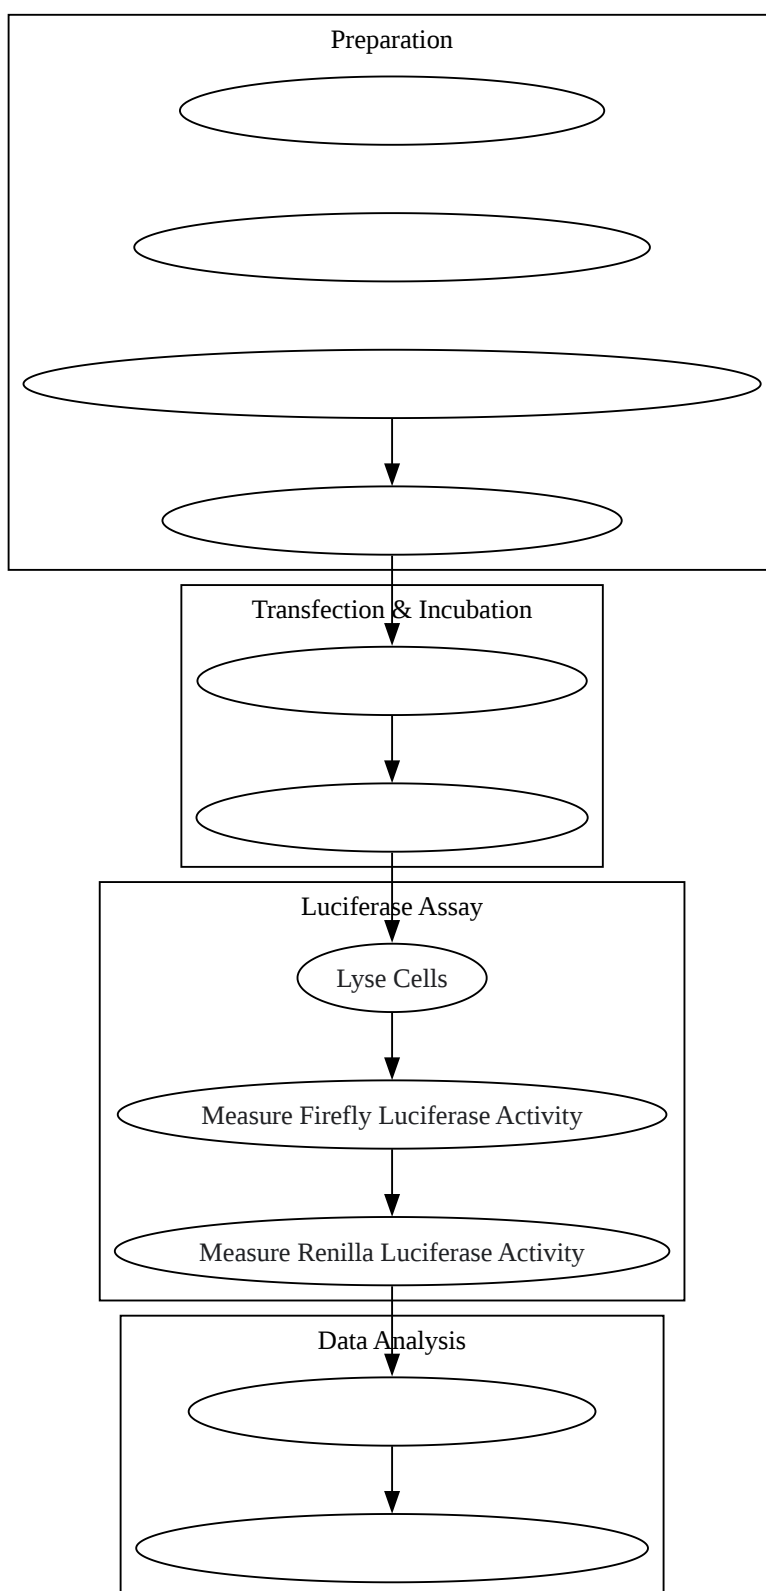 Preparation
Transfection & Incubation
Luciferase Assay
Lyse Cells
Measure Firefly Luciferase Activity
Measure Renilla Luciferase Activity
Data Analysis